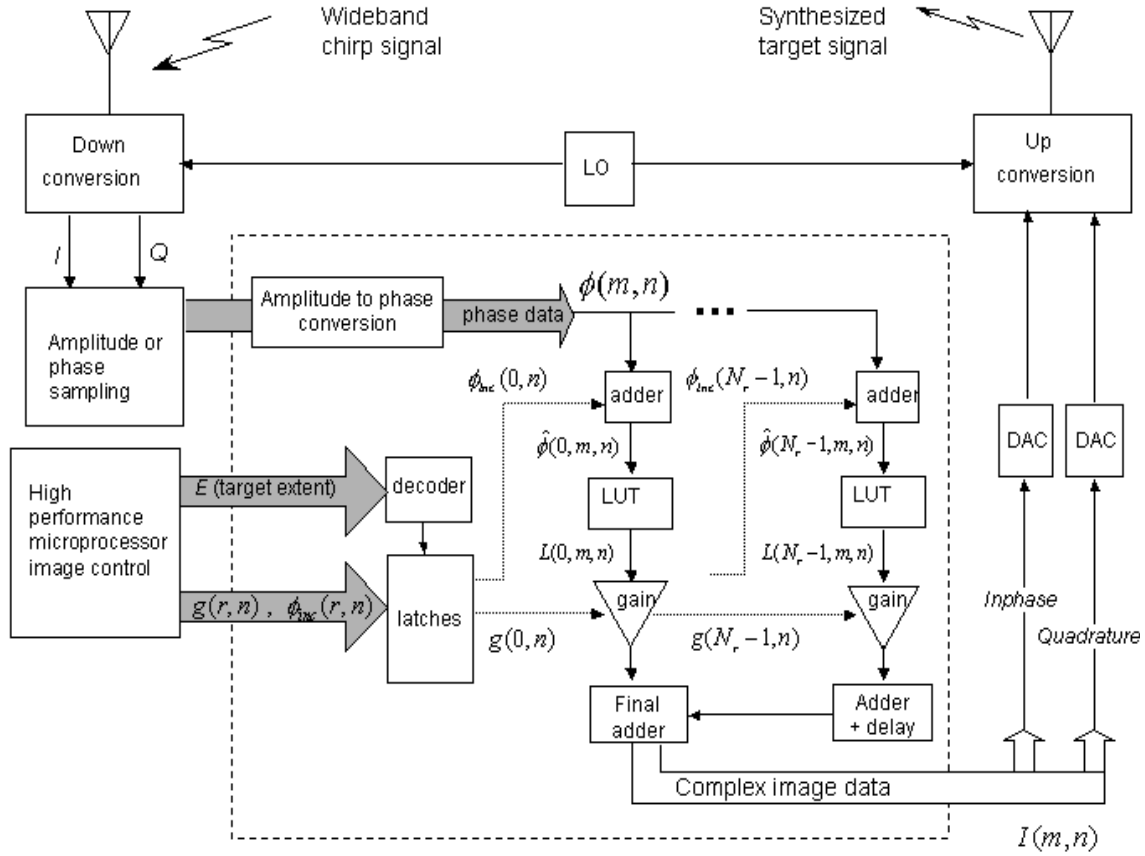 Wideband
chirp signal
Synthesized
target signal
Down
conversion
LO
Up
conversion
I
Q
Amplitude or
phase
sampling
Amplitude to phase
conversion
phase data
ϕ(m,n)
ϕ_inc(0,n)
adder
ϕ_inc(N_r −1,n)
adder
ϕ̂(0,m,n)
ϕ̂(N_r −1,m,n)
DAC
DAC
High
performance
microprocessor
image control
E (target extent)
decoder
LUT
LUT
L(0,m,n)
L(N_r −1,m,n)
g(r,n) , ϕ_inc(r,n)
latches
gain
gain
g(0,n)
g(N_r −1,n)
Inphase
Quadrature
Final
adder
Adder
+ delay
Complex image data
I(m,n)